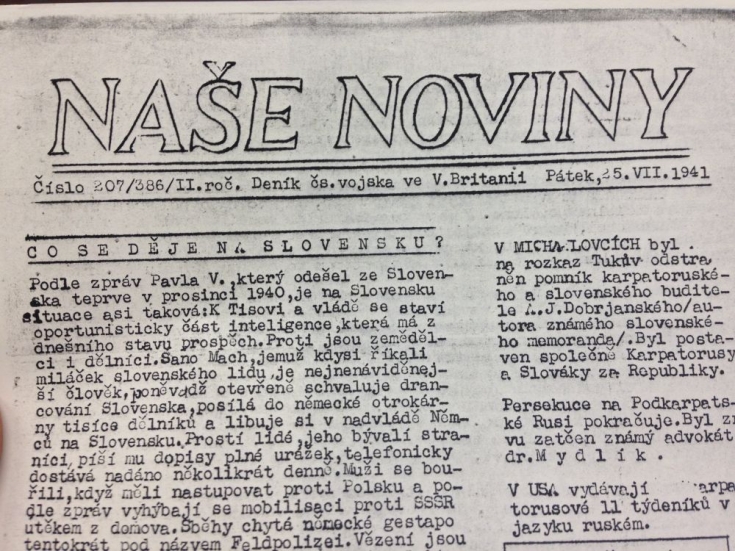 NAŠE NOVINY
Číslo 207/386/II.roč. Deník čs.vojska ve V.Britanii Pátek,25.VII.1941
CO SE DĚJE NA SLOVENSKU?
Podle zpráv Pavla V.,který odešel ze Sloven-
ska teprve v prosinci 1940,je na Slovensku
situace asi taková:K Tisovi a vládě se staví
oportunisticky část inteligence,která má z
dnešního stavu prospěch.Proti jsou zeměděl-
ci i dělníci.Sano Mach,jemuž kdysi říkali
miláček slovenského lidu,je nejnenáviděnej-
ší člověk,poněvadž otevřeně schvaluje dran-
cování Slovenska,posílá do německé otrokár-
ny tisíce dělníků a libuje si v nadvládě Něm-
ců na Slovensku.Prostí lidé,jeho bývalí stra-
níci,píší mu dopisy plné urážek,telefonicky
dostává nadáno několikrát denně.Muži se bou-
řili,když měli nastupovat proti Polsku a po-
dle zpráv vyhýbají se mobilisaci proti SSSR
útěkem z domova.Sběhy chytá německé gestapo
tentokrát pod názvem Feldpolizei.Vězení jsou
V MICHALOVCÍCH byl
na rozkaz Tukův odstra
něn pomník karpatoruské-
ho a slovenského budite-
le A.J.Dobrjanského/au-
tora známého slovenské-
ho memoranda/.Byl posta-
ven společně Karpatorusy
a Slováky za Republiky.
Persekuce na Podkarpats-
ké Rusi pokračuje.Byl
vu zatčen známý advokát
dr.Mydlík.
V USA vydávají
torusové 11 týdeníků v
jazyku ruském.